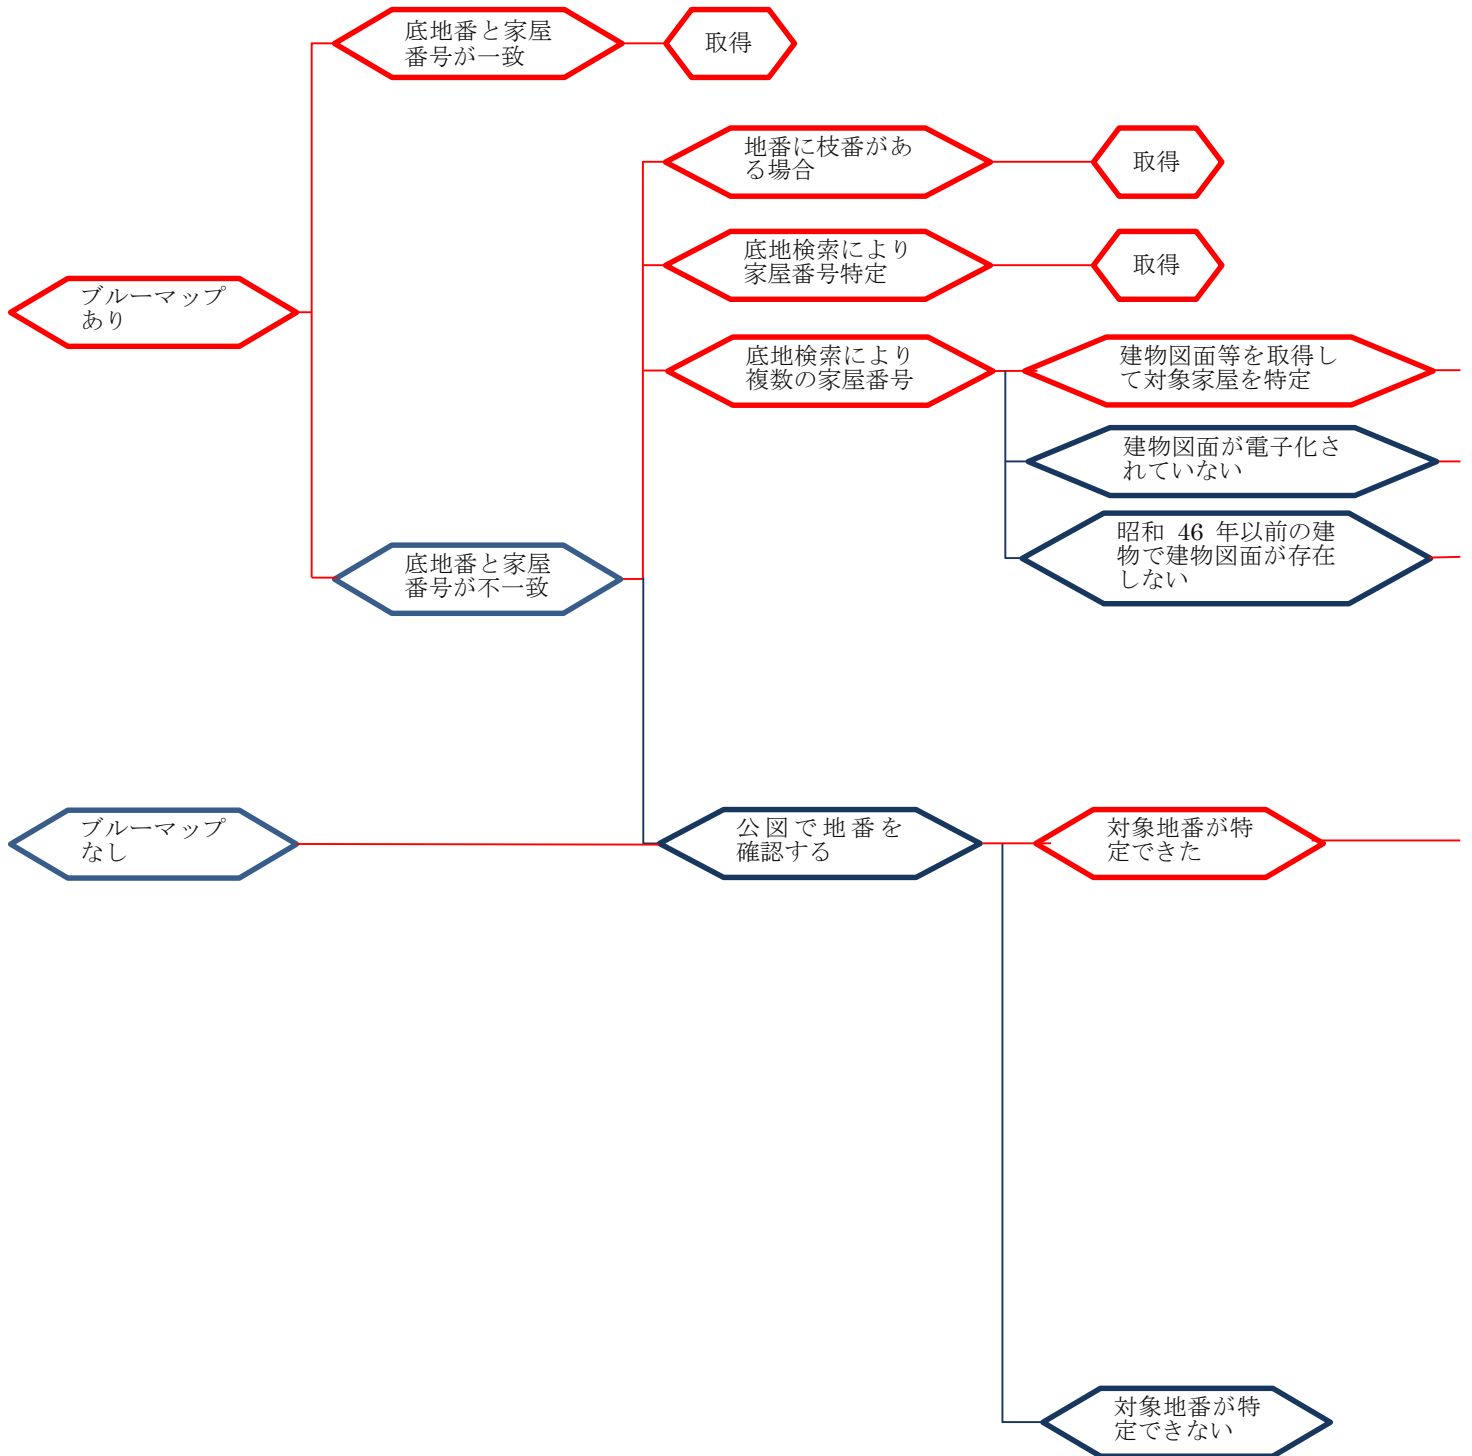 底地番と家屋
番号が一致
取得
地番に枝番があ
る場合
取得
底地検索により
家屋番号特定
取得
ブルーマップ
あり
底地検索により
複数の家屋番号
建物図面等を取得し
て対象家屋を特定
建物図面が電子化さ
れていない
昭和 46 年以前の建
物で建物図面が存在
しない
底地番と家屋
番号が不一致
ブルーマップ
なし
公図で地番を
確認する
対象地番が特
定できた
対象地番が特
定できない